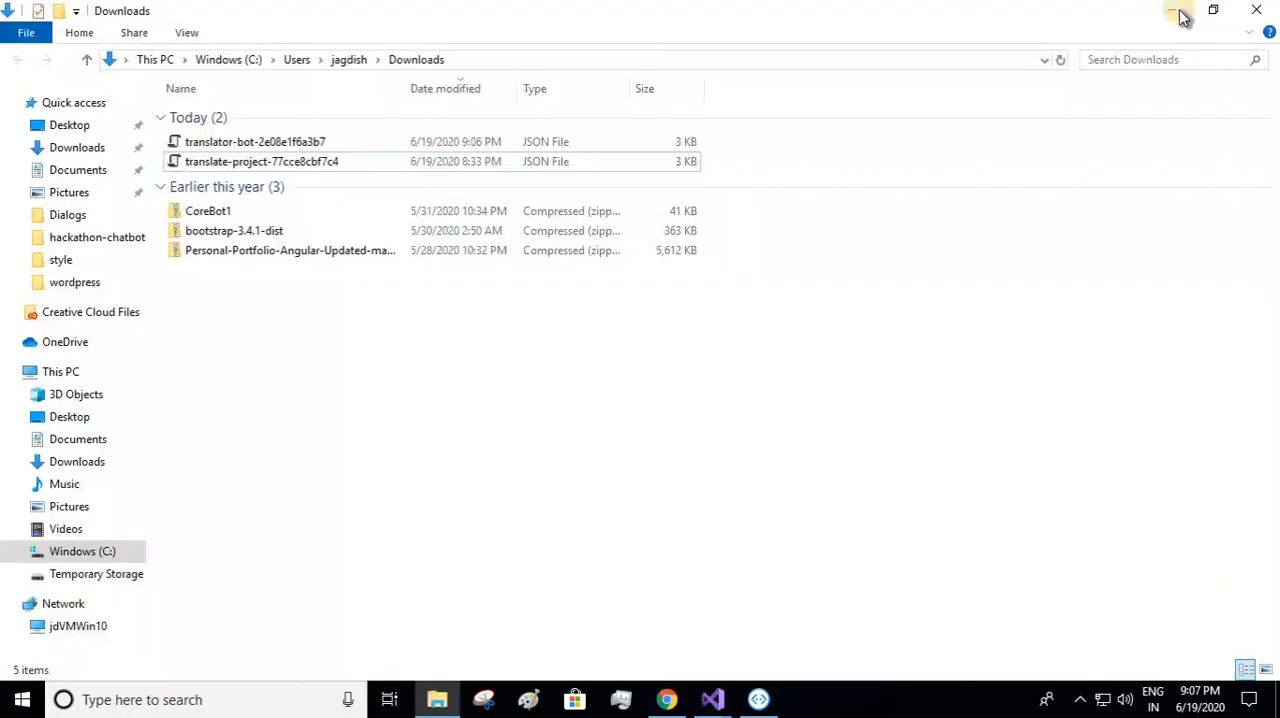 Downloads
File Home Share View
This PC Windows (C:) Users jagdish Downloads Search Downloads
Name Date modified Type Size
Quick access
Desktop
Downloads
Documents
Pictures
Dialogs
hackathon-chatbot
style
wordpress
Creative Cloud Files
OneDrive
This PC
3D Objects
Desktop
Documents
Downloads
Music
Pictures
Videos
Windows (C:)
Temporary Storage
Network
jdVMWin10
Today (2)
translator-bot-2e08e1f6a3b7 6/19/2020 9:06 PM JSON File 3 KB
translate-project-77cce8cbf7c4 6/19/2020 8:33 PM JSON File 3 KB
Earlier this year (3)
CoreBot1 5/31/2020 10:34 PM Compressed (zipp... 41 KB
bootstrap-3.4.1-dist 5/30/2020 2:50 AM Compressed (zipp... 363 KB
Personal-Portfolio-Angular-Updated-ma... 5/28/2020 10:32 PM Compressed (zipp... 5,612 KB
5 items
Type here to search
ENG
IN
9:07 PM
6/19/2020